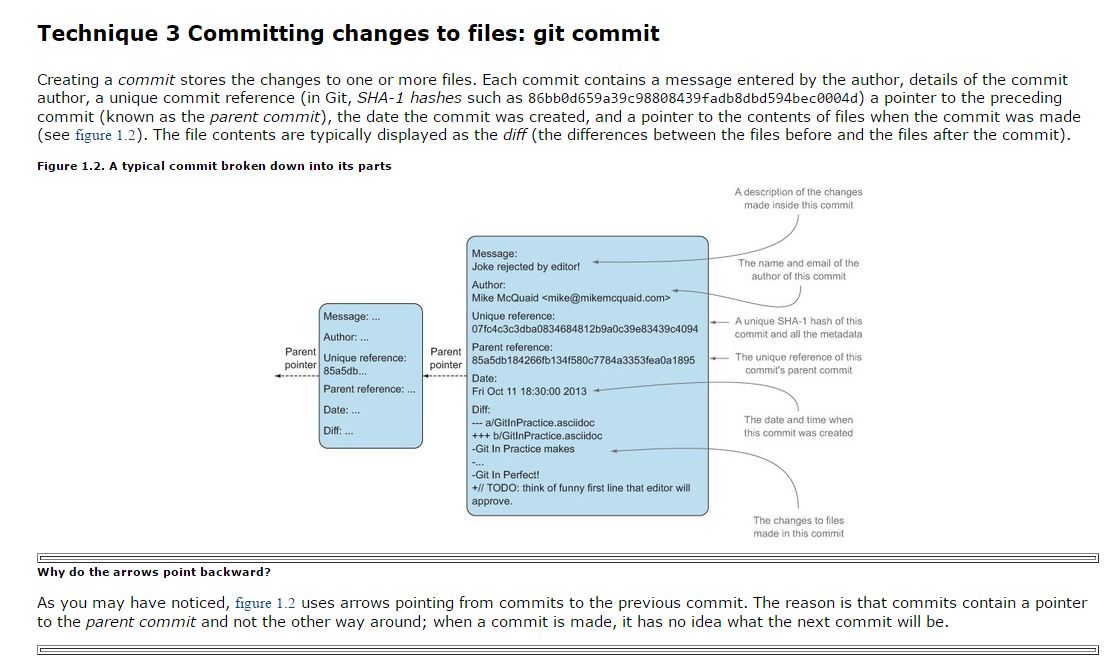 Technique 3 Committing changes to files: git commit
Creating a commit stores the changes to one or more files. Each commit contains a message entered by the author, details of the commit
author, a unique commit reference (in Git, SHA-1 hashes such as 86bb0d659a39c98808439fadb8dbd594bec0004d) a pointer to the preceding
commit (known as the parent commit), the date the commit was created, and a pointer to the contents of files when the commit was made
(see figure 1.2). The file contents are typically displayed as the diff (the differences between the files before and the files after the commit).
Figure 1.2. A typical commit broken down into its parts
Parent
pointer
Message: ...
Author: ...
Unique reference:
85a5db...
Parent reference: ...
Date: ...
Diff: ...
Parent
pointer
Message:
Joke rejected by editor!
Author:
Mike McQuaid <mike@mikemcquaid.com>
Unique reference:
07fc4c3c3dba0834684812b9a0c39e83439c4094
Parent reference:
85a5db184266fb134f580c7784a3353fea0a1895
Date:
Fri Oct 11 18:30:00 2013
Diff:
--- a/GitInPractice.asciidoc
+++ b/GitInPractice.asciidoc
-Git In Practice makes
-...
-Git In Perfect!
+// TODO: think of funny first line that editor will
approve.
A description of the changes
made inside this commit
The name and email of the
author of this commit
A unique SHA-1 hash of this
commit and all the metadata
The unique reference of this
commit's parent commit
The date and time when
this commit was created
The changes to files
made in this commit
Why do the arrows point backward?
As you may have noticed, figure 1.2 uses arrows pointing from commits to the previous commit. The reason is that commits contain a pointer
to the parent commit and not the other way around; when a commit is made, it has no idea what the next commit will be.